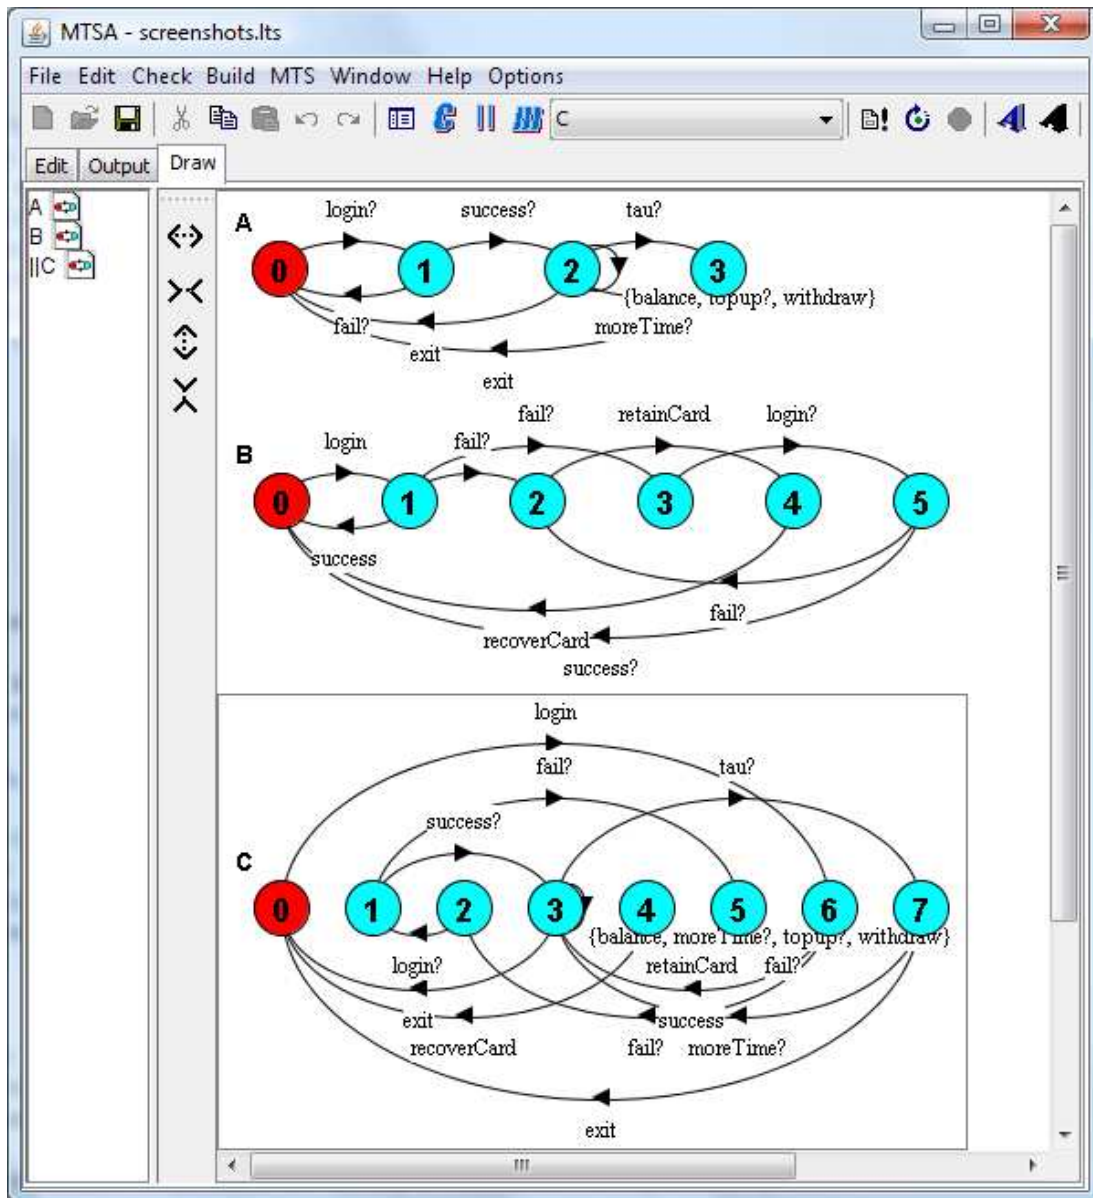 MTSA - screenshots.lts
File Edit Check Build MTS Window Help Options
C
Edit Output Draw
A
B
||C
A
login? success? tau?
0 1 2 3
{balance, topup?, withdraw}
fail? moreTime?
exit
exit
fail? retainCard login?
login fail?
B
0 1 2 3 4 5
success
fail?
recoverCard
success?
login
fail? tau?
success?
C
0 1 2 3 4 5 6 7
{balance, moreTime?, topup?, withdraw}
login? retainCard fail?
exit success
recoverCard fail? moreTime?
exit